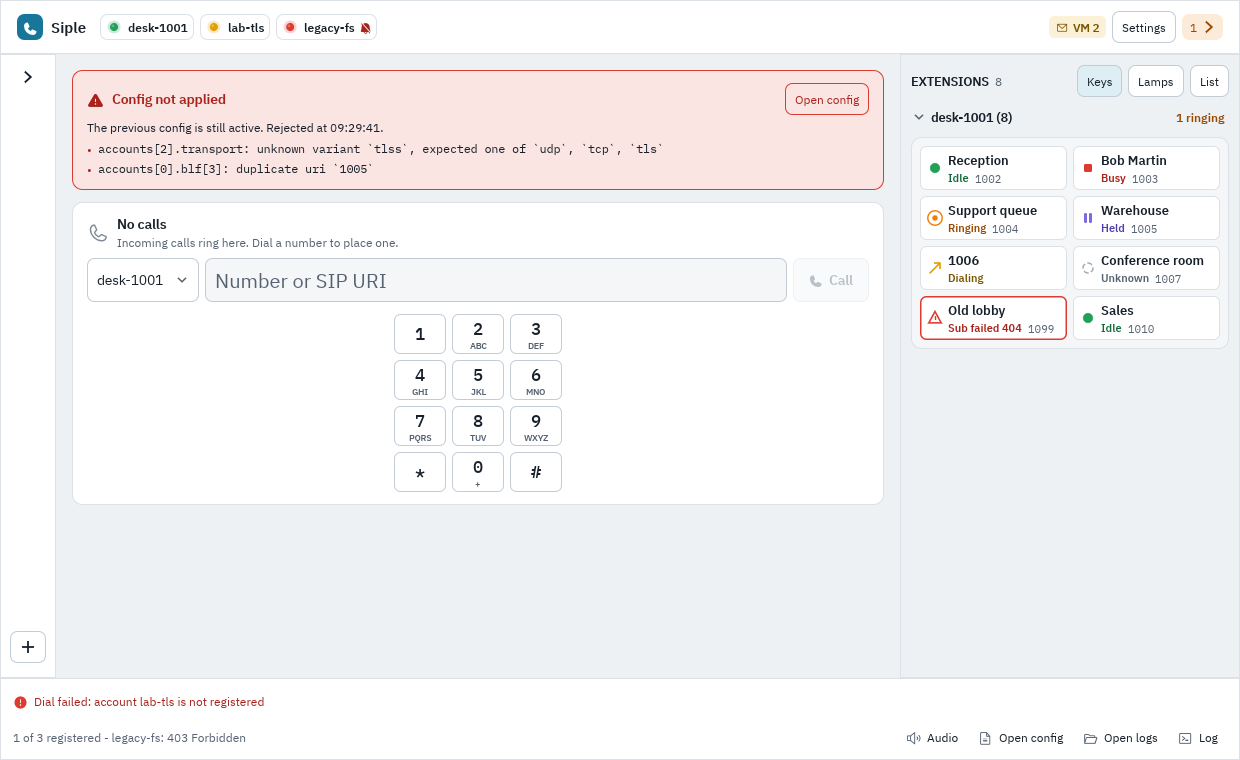 Siple
desk-1001
lab-tls
legacy-fs
VM 2
Settings
1
Config not applied
Open config
The previous config is still active. Rejected at 09:29:41.
• accounts[2].transport: unknown variant `tlss`, expected one of `udp`, `tcp`, `tls`
• accounts[0].blf[3]: duplicate uri `1005`
No calls
Incoming calls ring here. Dial a number to place one.
desk-1001
Number or SIP URI
Call
1
2
ABC
3
DEF
4
GHI
5
JKL
6
MNO
7
PQRS
8
TUV
9
WXYZ
*
0
+
#
EXTENSIONS 8
Keys
Lamps
List
desk-1001 (8)
1 ringing
Reception
Idle 1002
Bob Martin
Busy 1003
Support queue
Ringing 1004
Warehouse
Held 1005
1006
Dialing
Conference room
Unknown 1007
Old lobby
Sub failed 404 1099
Sales
Idle 1010
Dial failed: account lab-tls is not registered
1 of 3 registered - legacy-fs: 403 Forbidden
Audio
Open config
Open logs
Log